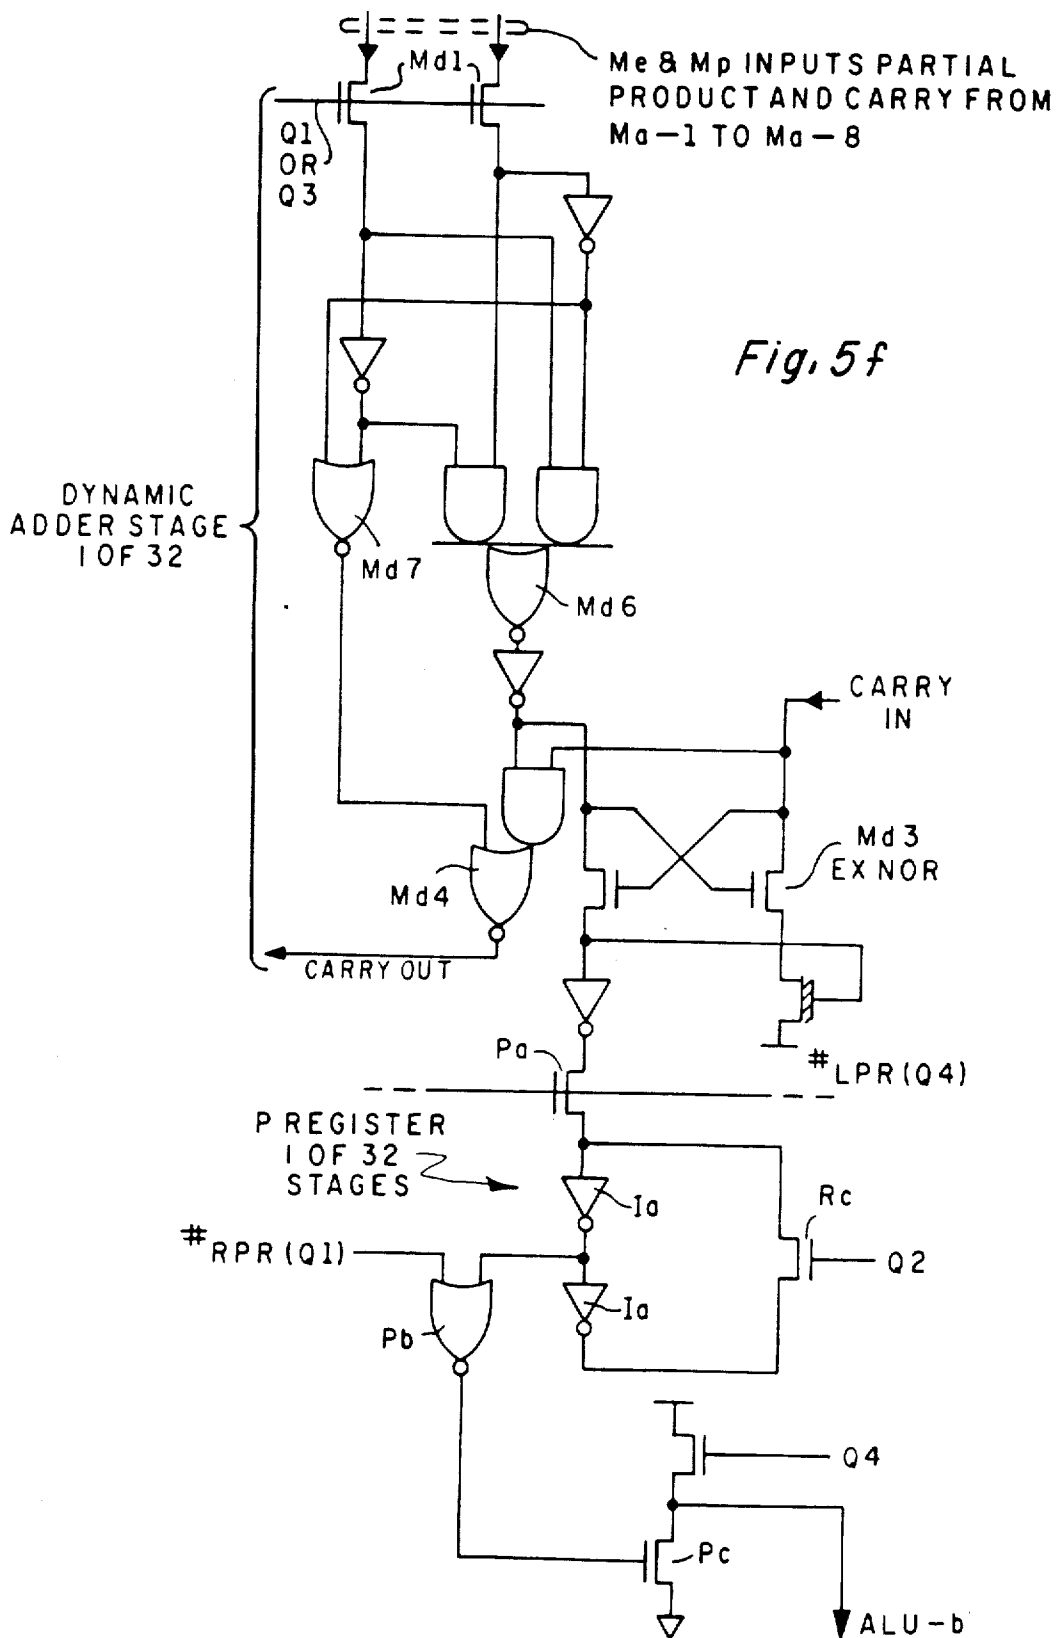 Md1
Me & Mp INPUTS PARTIAL
PRODUCT AND CARRY FROM
Ma-1 TO Ma-8
Q1
OR
Q3
Fig. 5f
DYNAMIC
ADDER STAGE
1 OF 32
Md7
Md6
CARRY
IN
Md3
EX NOR
Md4
CARRY OUT
Pa
#LPR(Q4)
P REGISTER
1 OF 32
STAGES
Ia
Rc
#RPR(Q1)
Q2
Ia
Pb
Q4
Pc
ALU-b